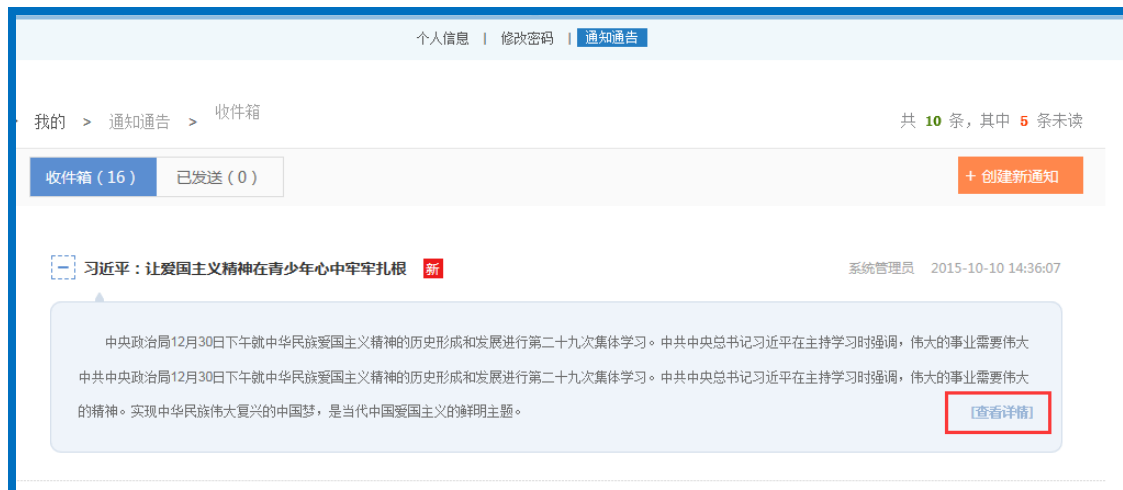 个人信息 | 修改密码 | 通知通告
我的 > 通知通告 > 收件箱
共 10 条，其中 5 条未读
收件箱（16） 已发送（0） + 创建新通知
习近平：让爱国主义精神在青少年心中牢牢扎根 新 系统管理员 2015-10-10 14:36:07
中央政治局12月30日下午就中华民族爱国主义精神的历史形成和发展进行第二十九次集体学习。中共中央总书记习近平在主持学习时强调，伟大的事业需要伟大
中共中央政治局12月30日下午就中华民族爱国主义精神的历史形成和发展进行第二十九次集体学习。中共中央总书记习近平在主持学习时强调，伟大的事业需要伟大
的精神。实现中华民族伟大复兴的中国梦，是当代中国爱国主义的鲜明主题。
[查看详情]